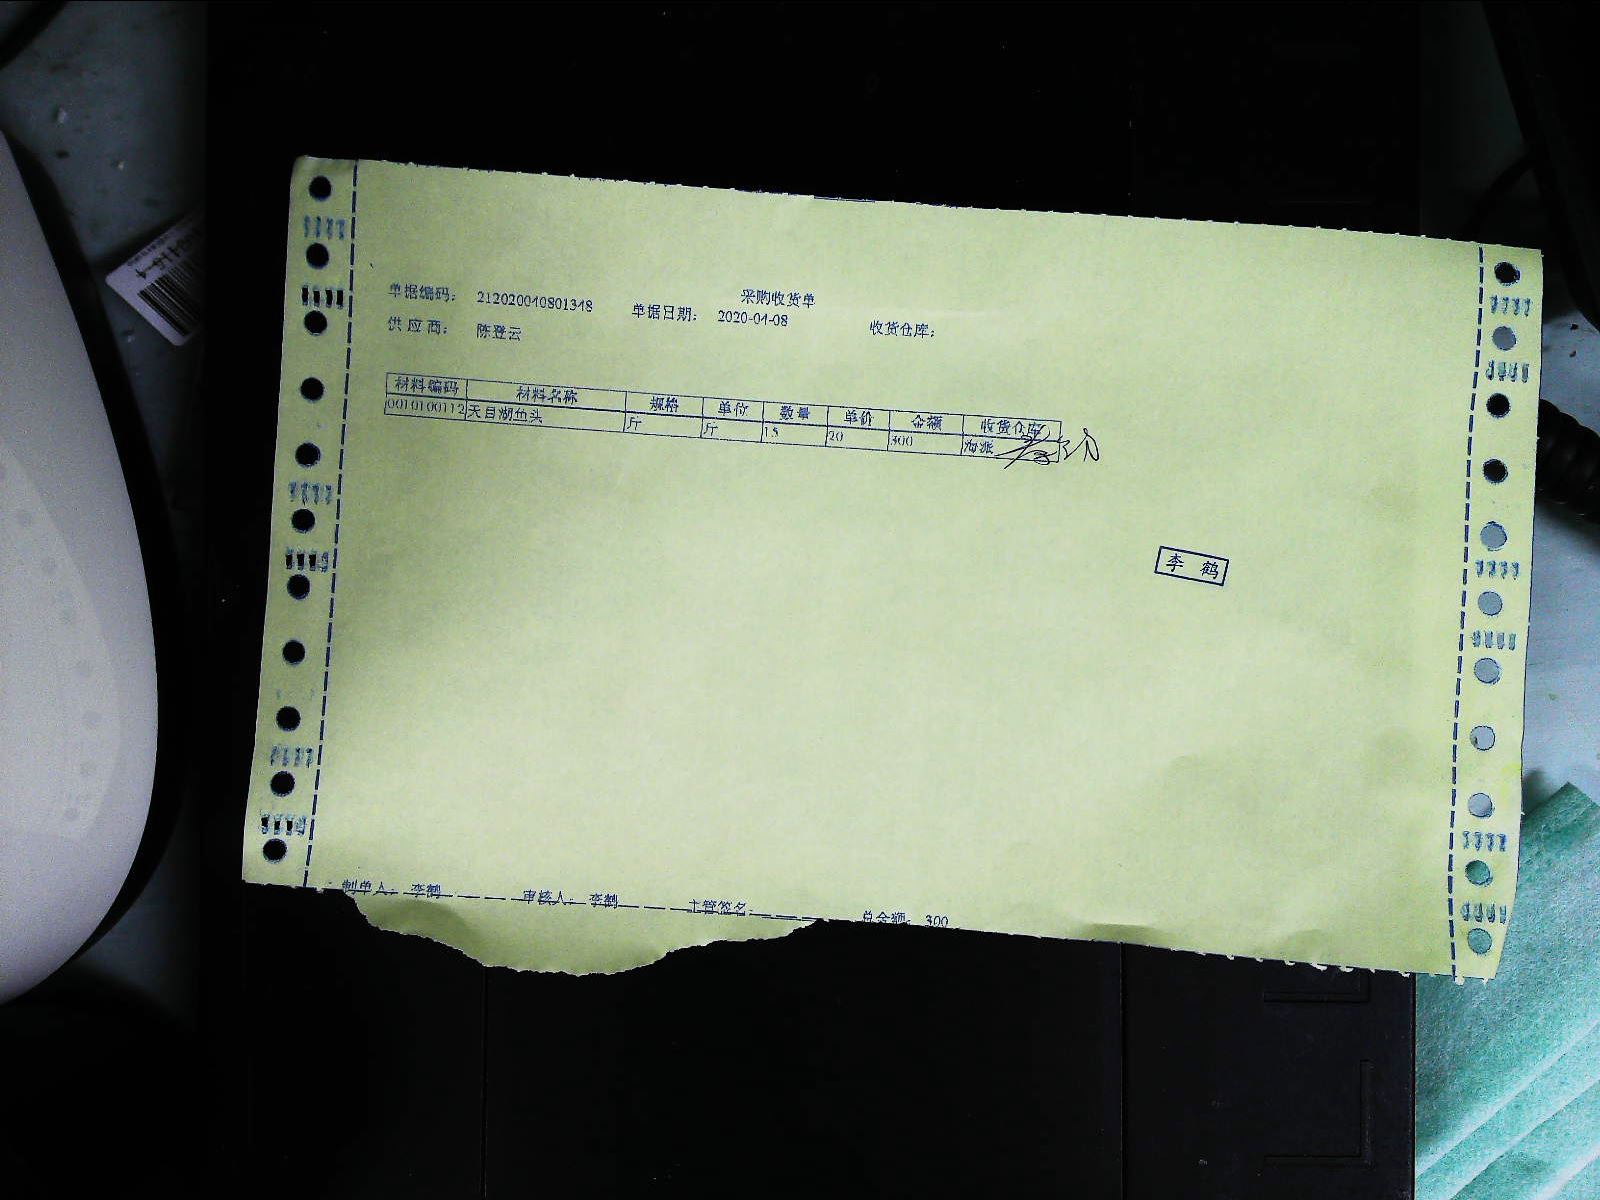 采购收货单
单据编码： 212020040801348 单据日期： 2020-04-08 收货仓库：
供 应 商： 陈登云
材料编码 材料名称 规格 单位 数量 单价 金额 收货仓库
0010100112 天目湖鱼头 斤 斤 15 20 300 海派
李 鹤
制单人： 李鹤 审核人： 李鹤 主管签名： 总金额： 300